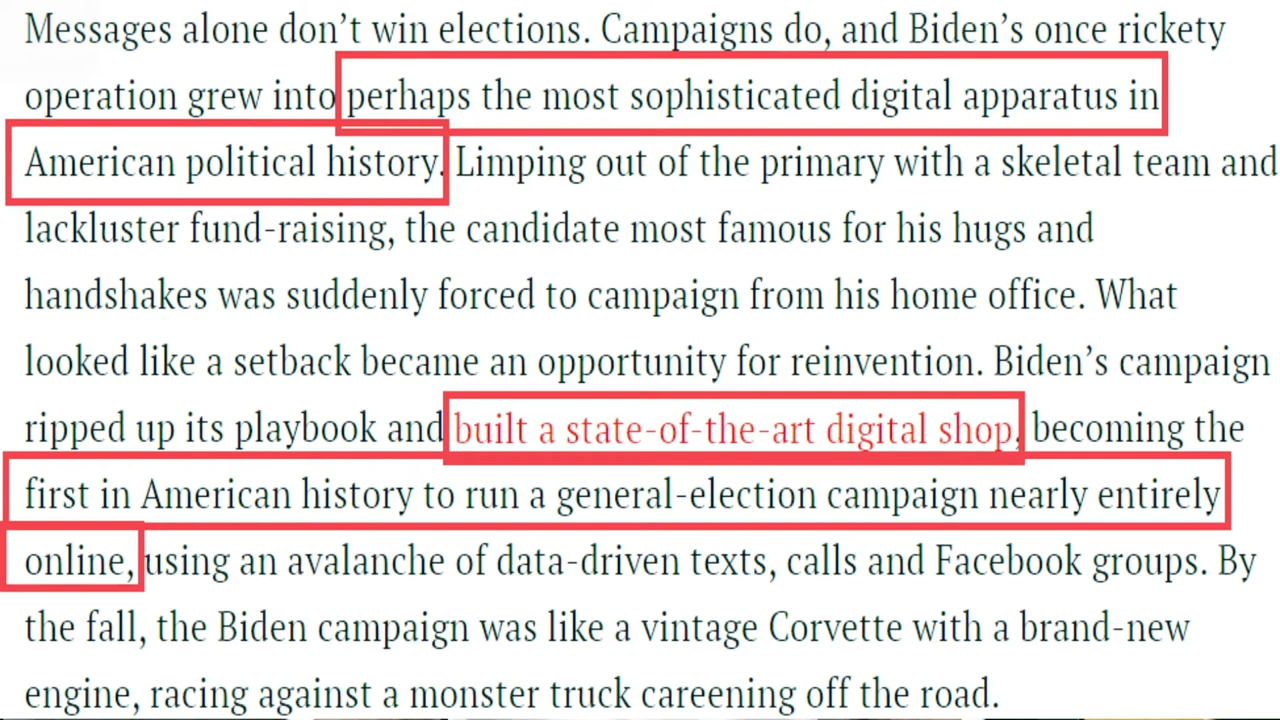 Messages alone don’t win elections. Campaigns do, and Biden’s once rickety
operation grew into perhaps the most sophisticated digital apparatus in
American political history. Limping out of the primary with a skeletal team and
lackluster fund-raising, the candidate most famous for his hugs and
handshakes was suddenly forced to campaign from his home office. What
looked like a setback became an opportunity for reinvention. Biden’s campaign
ripped up its playbook and built a state-of-the-art digital shop, becoming the
first in American history to run a general-election campaign nearly entirely
online, using an avalanche of data-driven texts, calls and Facebook groups. By
the fall, the Biden campaign was like a vintage Corvette with a brand-new
engine, racing against a monster truck careening off the road.